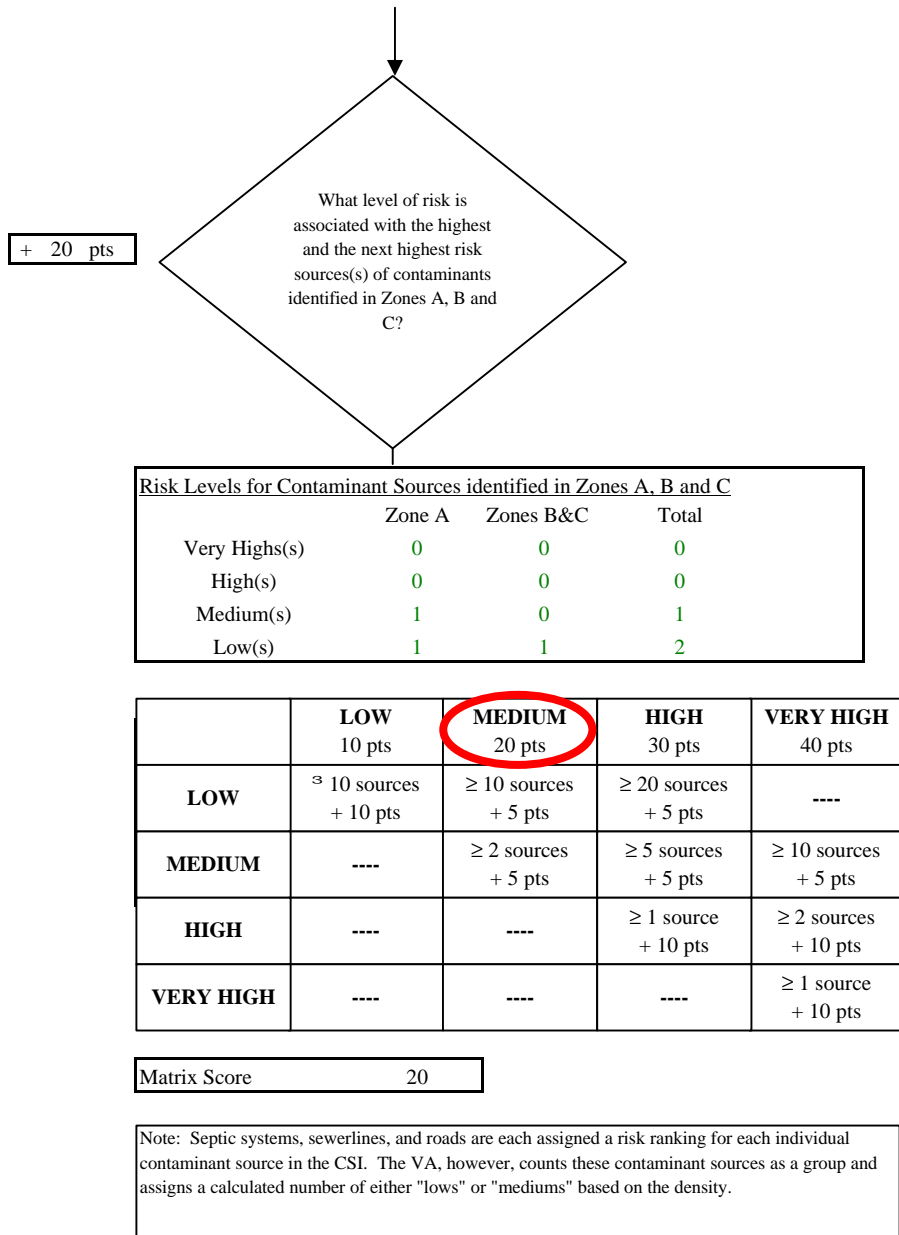 What level of risk is
associated with the highest
and the next highest risk
sources(s) of contaminants
identified in Zones A, B and
C?
+ 20 pts
Risk Levels for Contaminant Sources identified in Zones A, B and C
Zone A Zones B&C Total
Very Highs(s) 0 0 0
High(s) 0 0 0
Medium(s) 1 0 1
Low(s) 1 1 2
LOW MEDIUM HIGH VERY HIGH
10 pts 20 pts 30 pts 40 pts
LOW
³ 10 sources ≥ 10 sources ≥ 20 sources ----
+ 10 pts + 5 pts + 5 pts
MEDIUM
---- ≥ 2 sources ≥ 5 sources ≥ 10 sources
+ 5 pts + 5 pts + 5 pts
HIGH
---- ---- ≥ 1 source ≥ 2 sources
+ 10 pts + 10 pts
VERY HIGH
---- ---- ---- ≥ 1 source
+ 10 pts
Matrix Score 20
Note: Septic systems, sewerlines, and roads are each assigned a risk ranking for each individual
contaminant source in the CSI. The VA, however, counts these contaminant sources as a group and
assigns a calculated number of either "lows" or "mediums" based on the density.